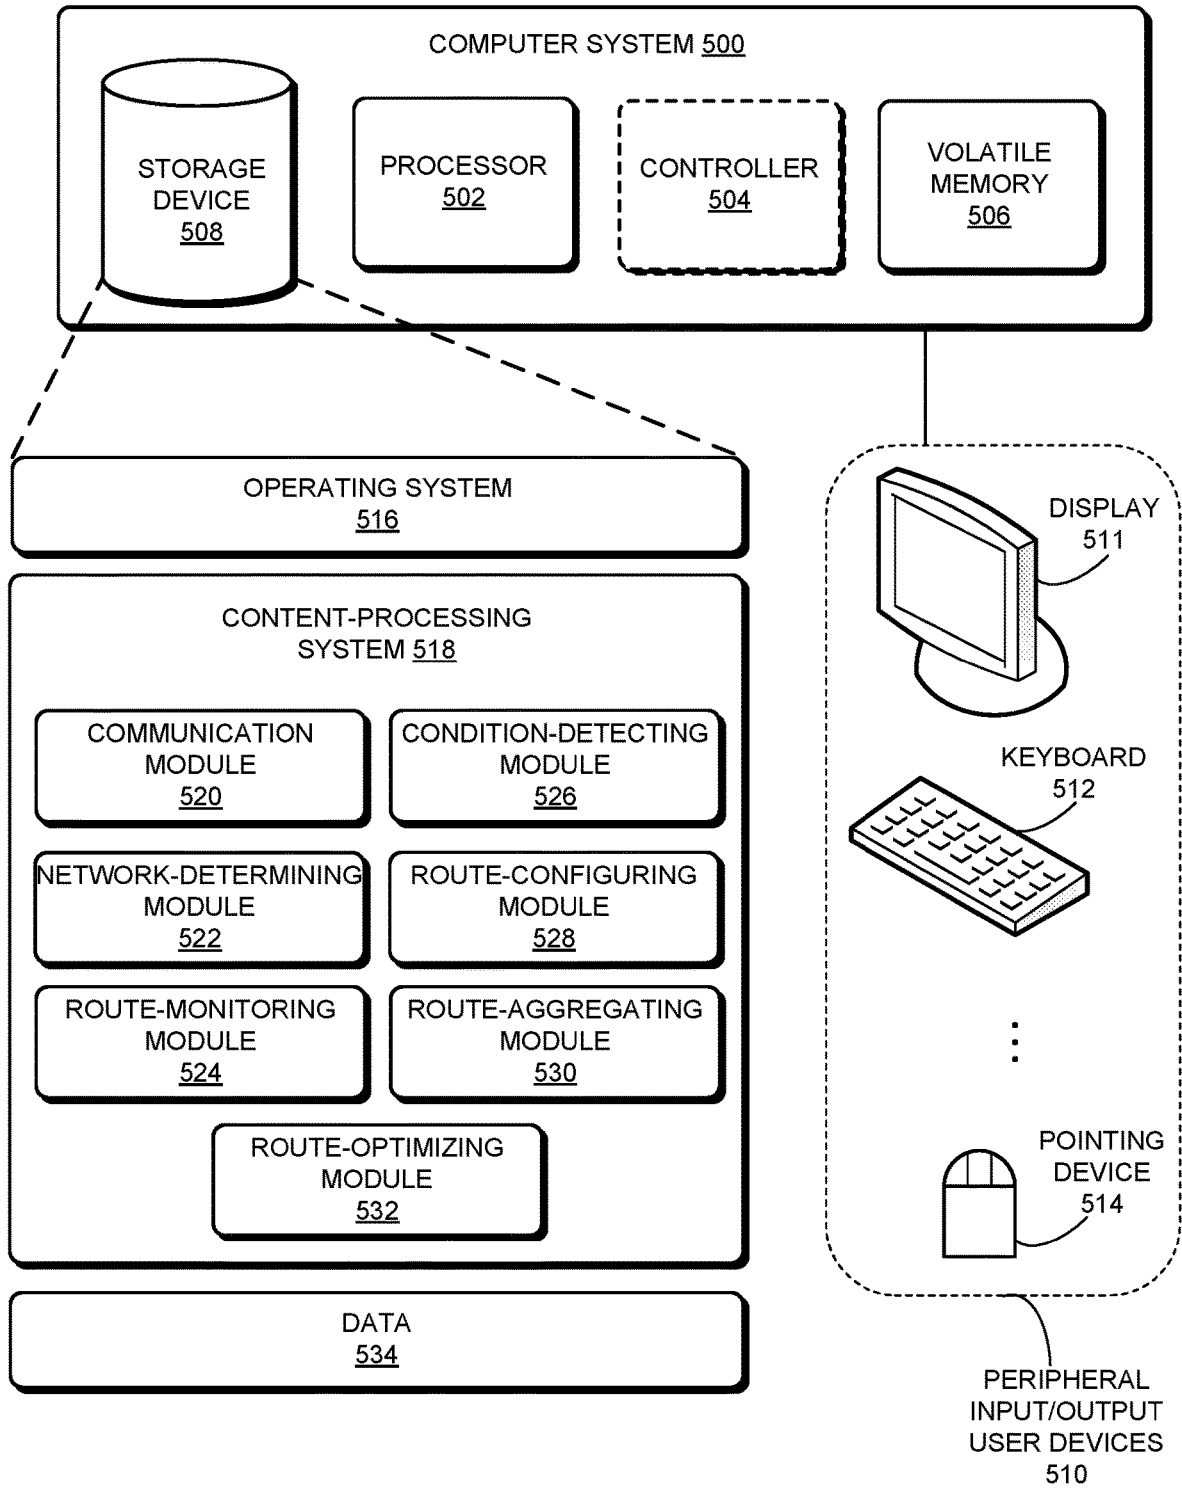 COMPUTER SYSTEM 500
STORAGE
DEVICE
508
PROCESSOR
502
CONTROLLER
504
VOLATILE
MEMORY
506
OPERATING SYSTEM
516
CONTENT-PROCESSING
SYSTEM 518
COMMUNICATION
MODULE
520
CONDITION-DETECTING
MODULE
526
NETWORK-DETERMINING
MODULE
522
ROUTE-CONFIGURING
MODULE
528
ROUTE-MONITORING
MODULE
524
ROUTE-AGGREGATING
MODULE
530
ROUTE-OPTIMIZING
MODULE
532
DATA
534
DISPLAY
511
KEYBOARD
512
POINTING
DEVICE
514
PERIPHERAL
INPUT/OUTPUT
USER DEVICES
510